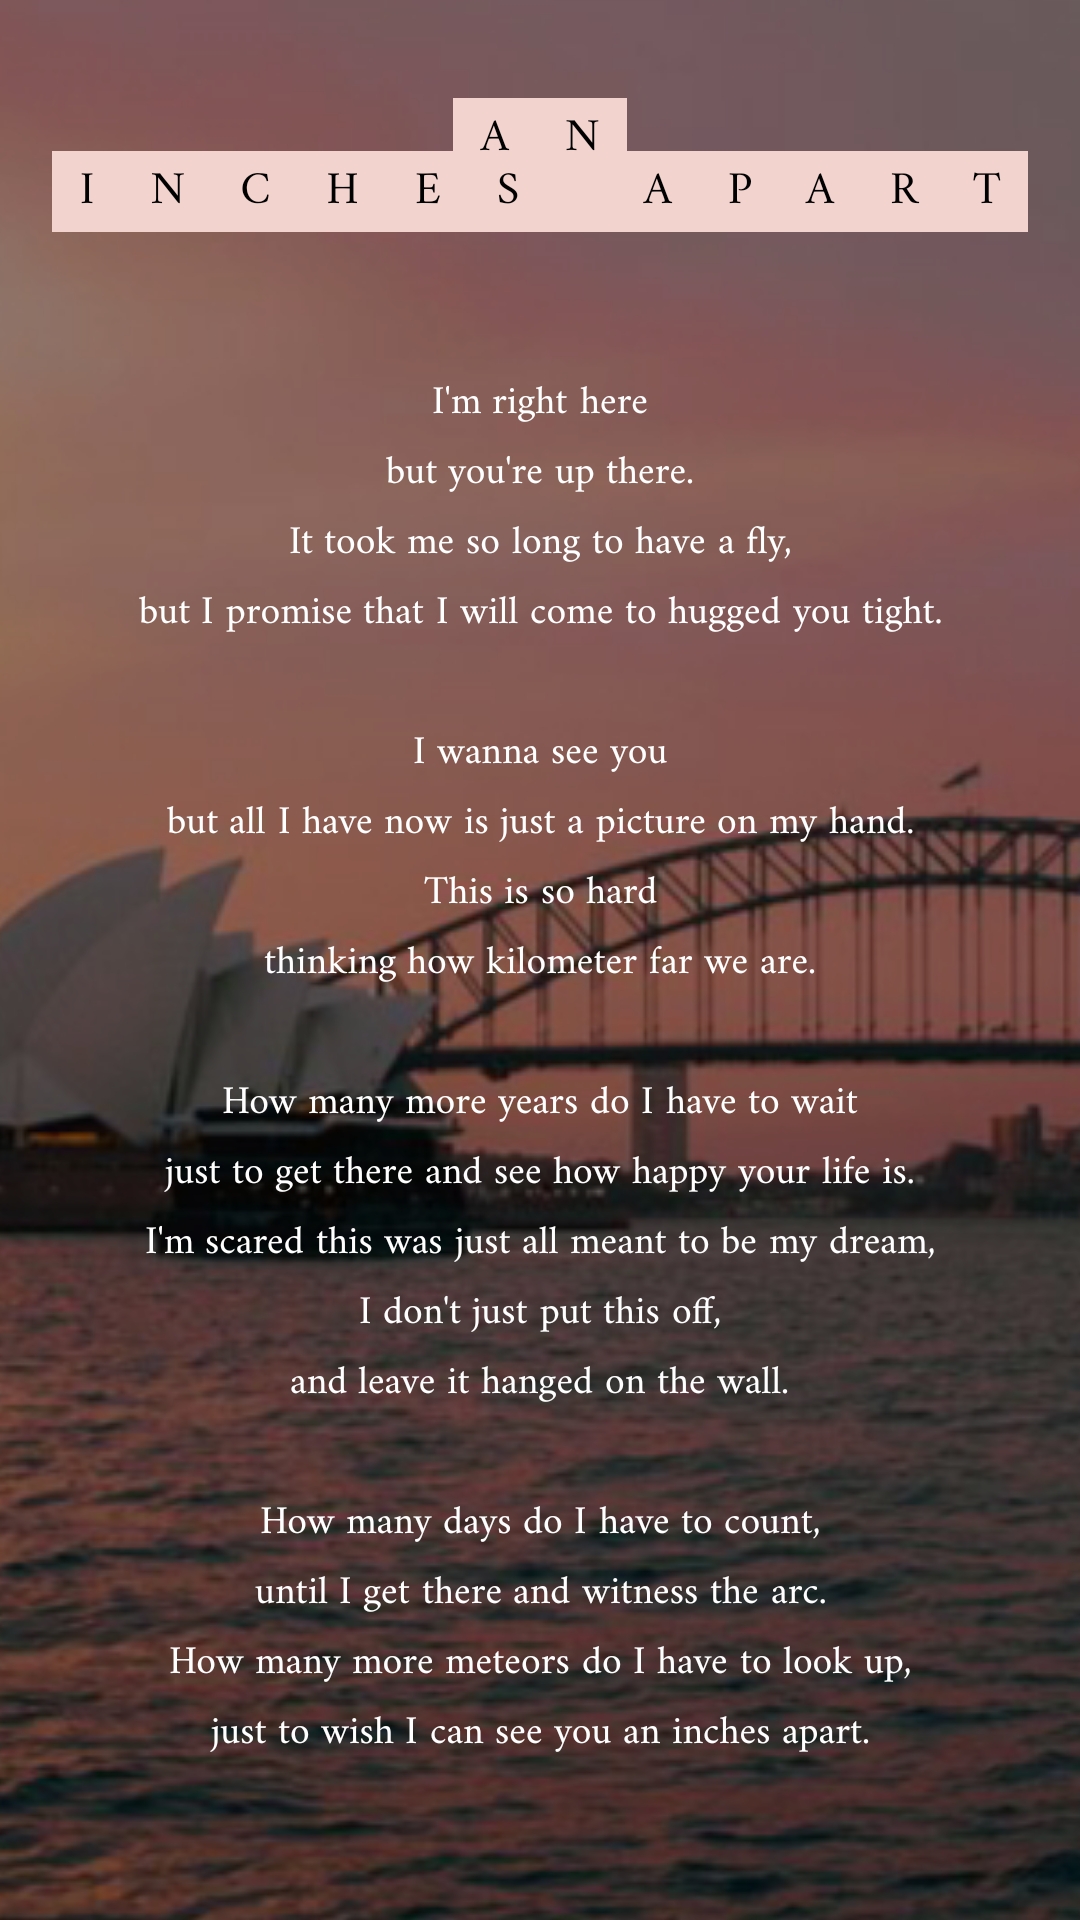 AN
INCHES APART
I'm right here
but you're up there.
It took me so long to have a fly,
but I promise that I will come to hugged you tight.
I wanna see you
but all I have now is just a picture on my hand.
This is so hard
thinking how kilometer far we are.
How many more years do I have to wait
just to get there and see how happy your life is.
I'm scared this was just all meant to be my dream,
I don't just put this off,
and leave it hanged on the wall.
How many days do I have to count,
until I get there and witness the arc.
How many more meteors do I have to look up,
just to wish I can see you an inches apart.